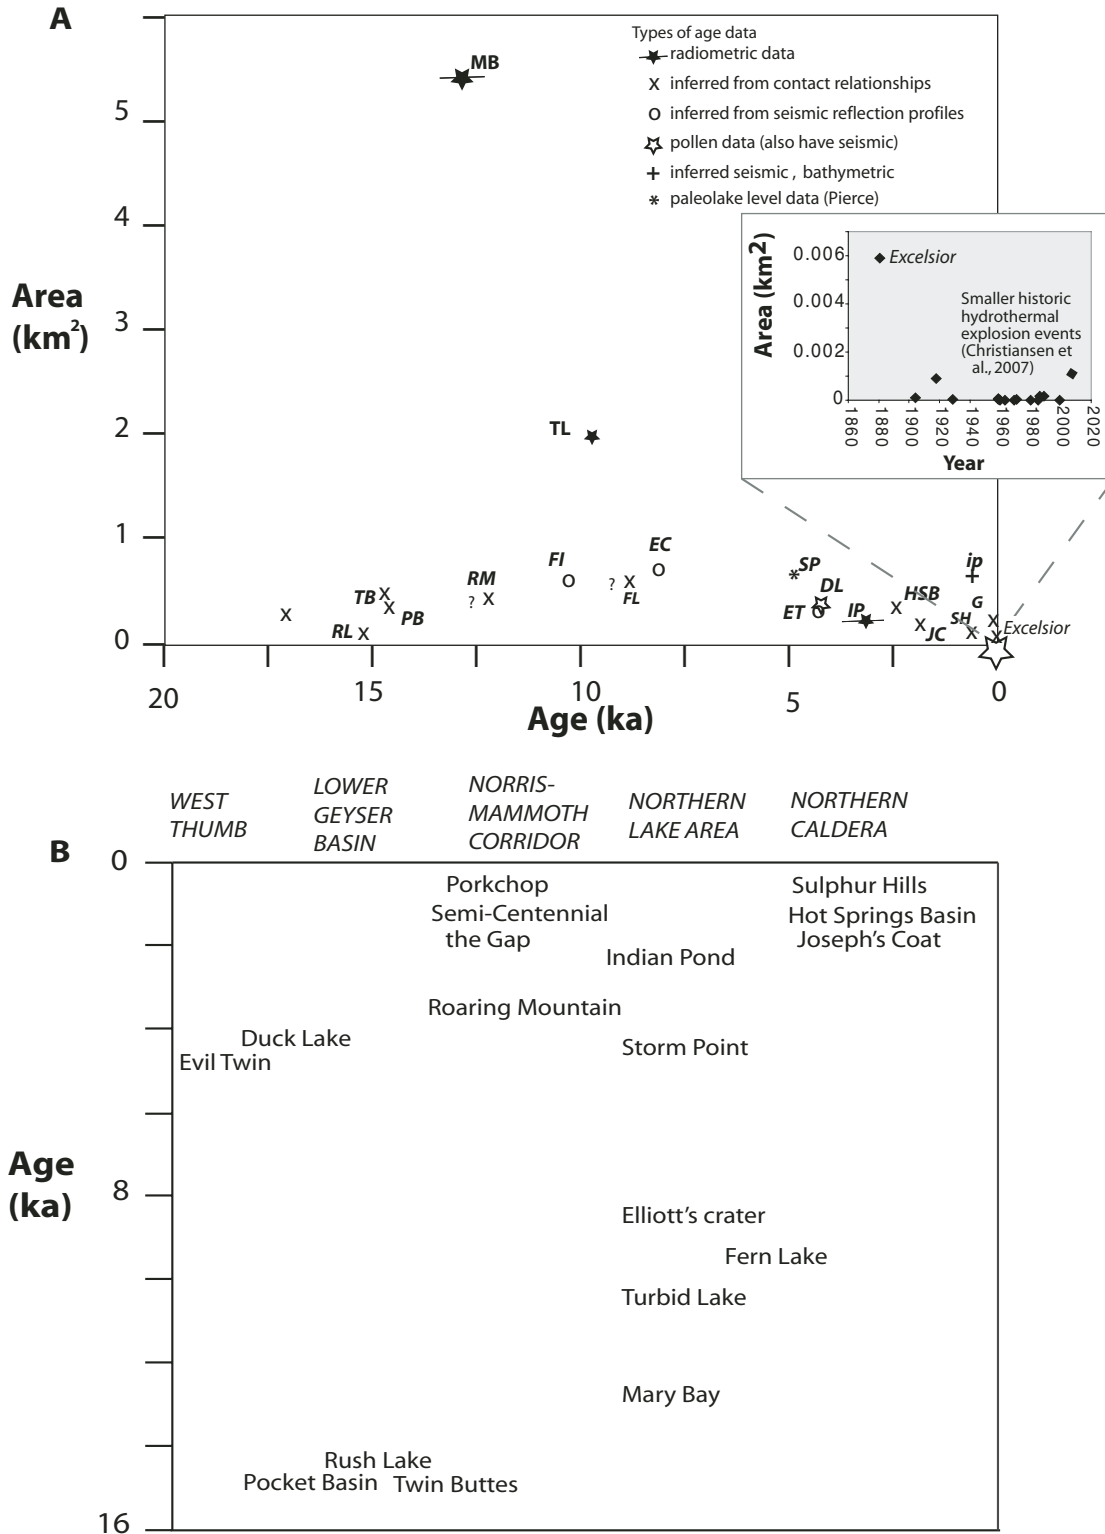 A
Types of age data
radiometric data
x inferred from contact relationships
o inferred from seismic reflection profiles
pollen data (also have seismic)
+ inferred seismic , bathymetric
* paleolake level data (Pierce)
MB
5
4
Area
(km²)
3
2
1
0
TL
FI
EC
RM
?
? FL
TB
PB
RL
SP
DL
ET
IP
HSB
JC
ip
G
SH
Excelsior
20
15
10
5
0
Age (ka)
Area (km²)
0.006
0.004
0.002
0
Excelsior
Smaller historic
hydrothermal
explosion events
(Christiansen et
al., 2007)
1860
1880
1900
1920
1940
1960
1980
2000
2020
Year
WEST
THUMB
LOWER
GEYSER
BASIN
NORRIS-
MAMMOTH
CORRIDOR
NORTHERN
LAKE AREA
NORTHERN
CALDERA
B
0
Porkchop
Sulphur Hills
Semi-Centennial
Hot Springs Basin
the Gap
Joseph’s Coat
Indian Pond
Roaring Mountain
Duck Lake
Storm Point
Evil Twin
Age
(ka)
8
Elliott’s crater
Fern Lake
Turbid Lake
Mary Bay
Rush Lake
Pocket Basin
Twin Buttes
16